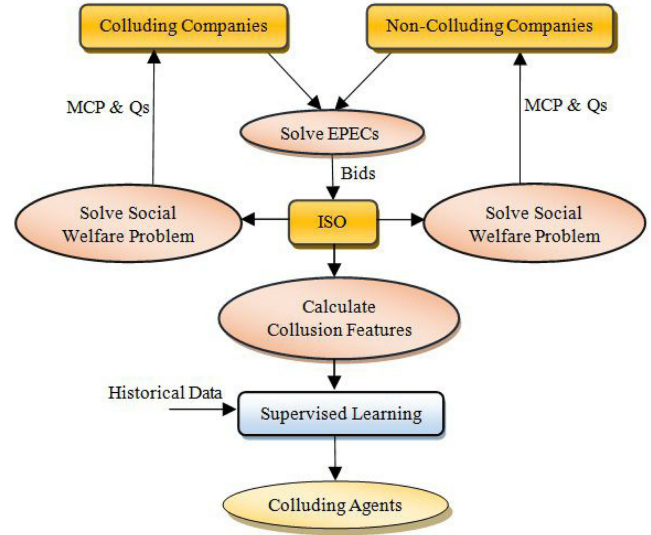 Colluding Companies
Non-Colluding Companies
MCP & Qs
MCP & Qs
Solve EPECs
Bids
Solve Social
Welfare Problem
ISO
Solve Social
Welfare Problem
Calculate
Collusion Features
Historical Data
Supervised Learning
Colluding Agents